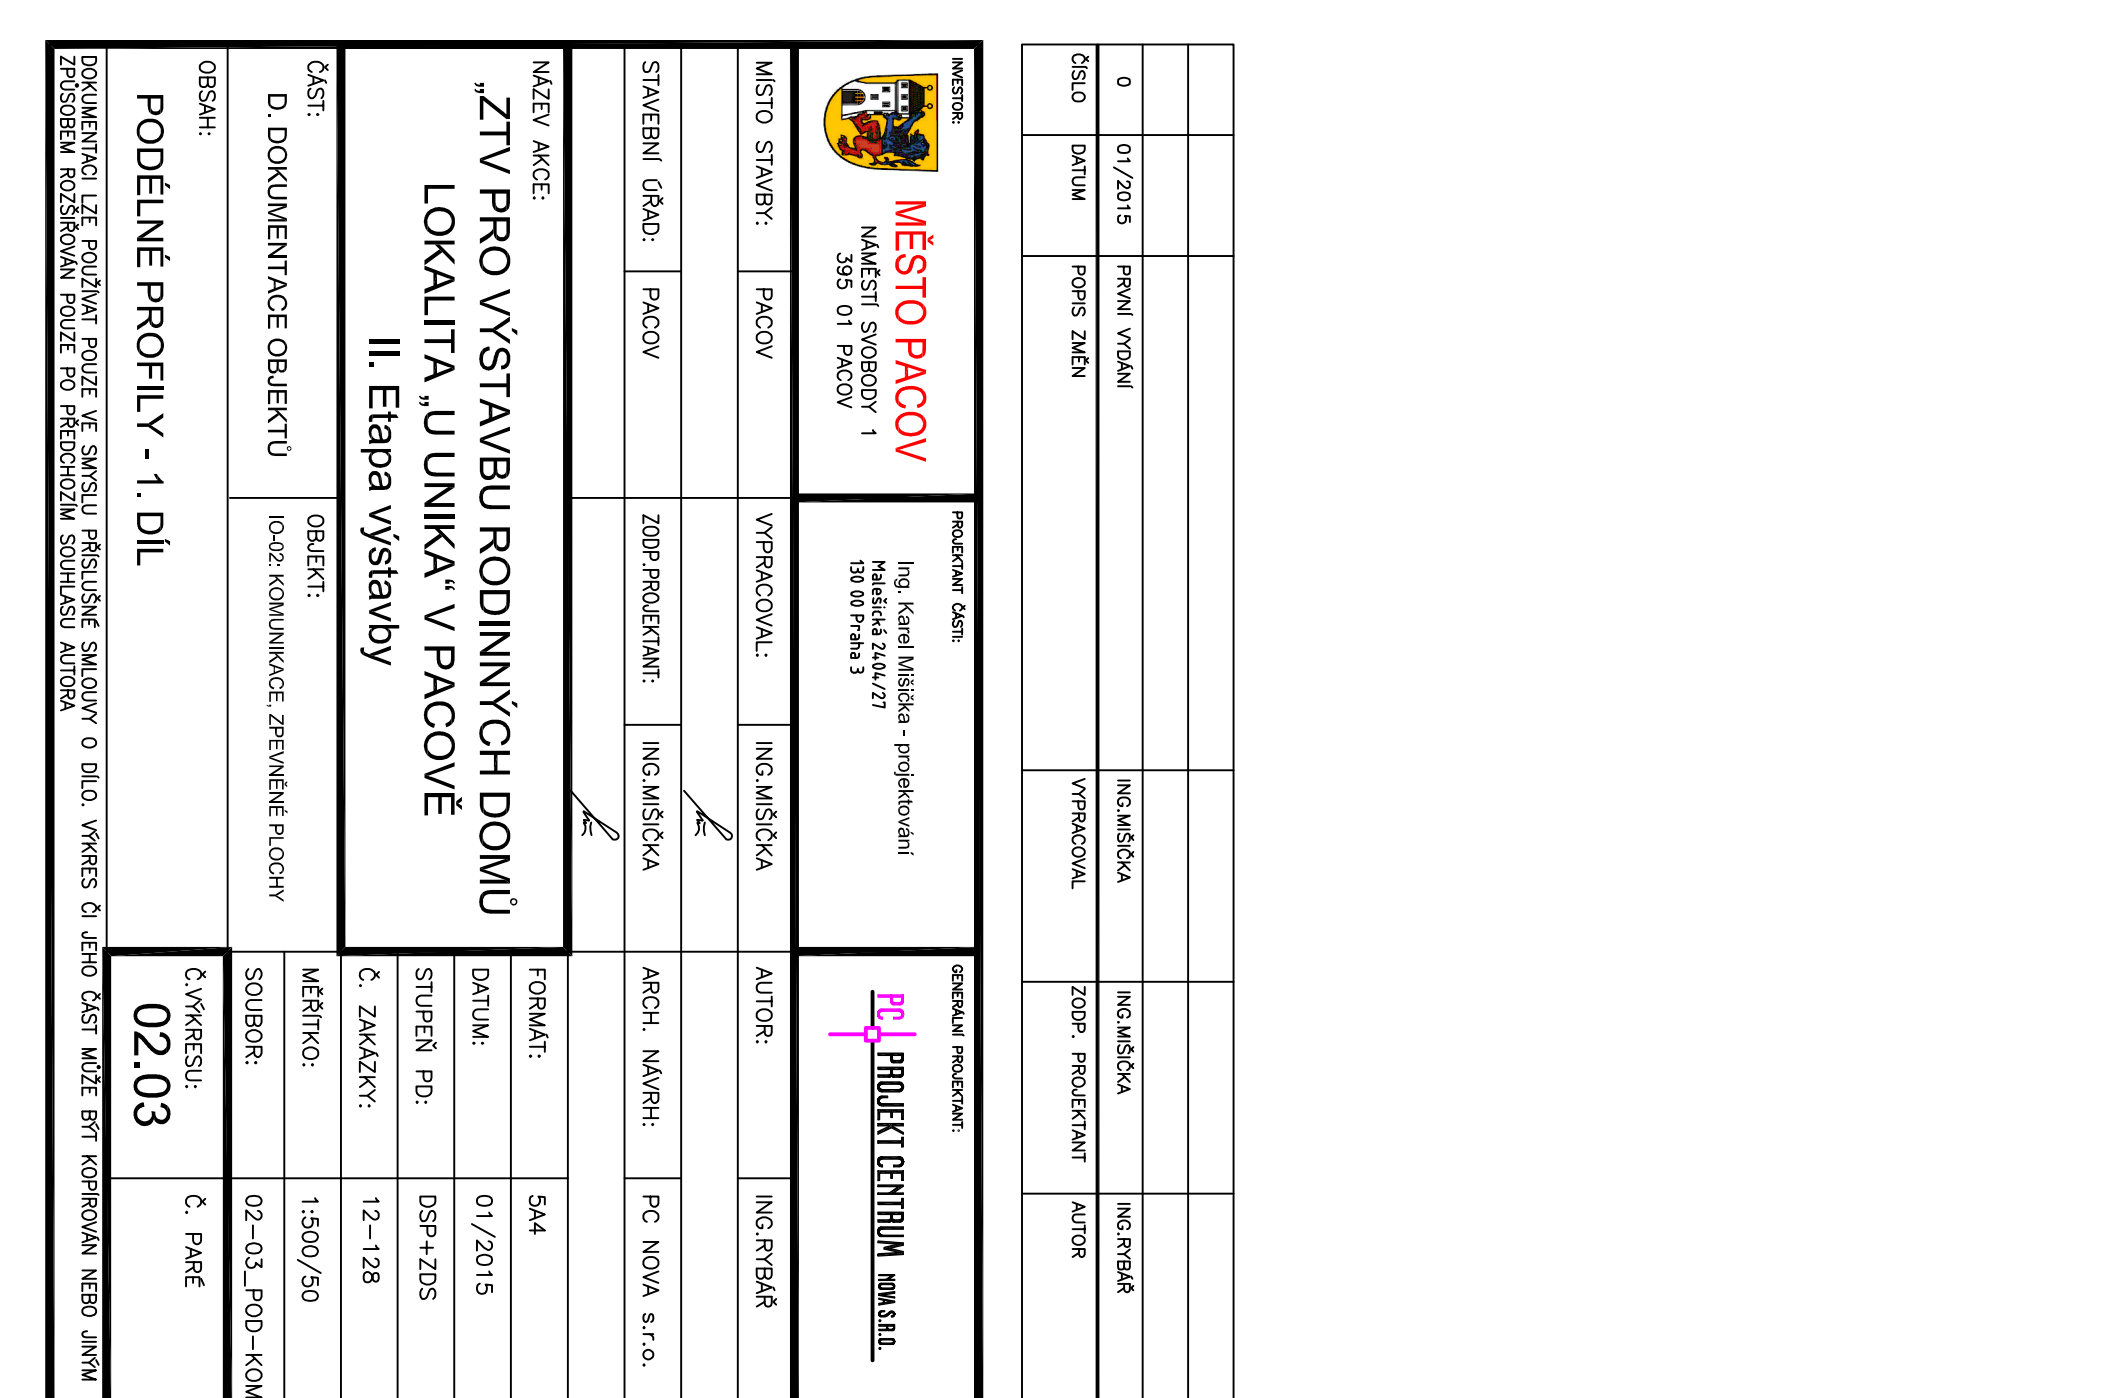 ČÍSLO DATUM POPIS ZMĚN VYPRACOVAL ZODP. PROJEKTANT AUTOR
0 01/2015 PRVNÍ VYDÁNÍ ING.MIŠIČKA ING.MIŠIČKA ING.RYBÁŘ
INVESTOR:
MĚSTO PACOV
NÁMĚSTÍ SVOBODY 1
395 01 PACOV
PROJEKTANT ČÁSTI:
Ing. Karel Mišička - projektování
Malešická 2404/27
130 00 Praha 3
GENERÁLNÍ PROJEKTANT:
PC PROJEKT CENTRUM NOVA S.R.O.
MÍSTO STAVBY: PACOV VYPRACOVAL: ING.MIŠIČKA AUTOR: ING.RYBÁŘ
STAVEBNÍ ÚŘAD: PACOV ZODP.PROJEKTANT: ING.MIŠIČKA ARCH. NÁVRH: PC NOVA s.r.o.
NÁZEV AKCE:
„ZTV PRO VÝSTAVBU RODINNÝCH DOMŮ
LOKALITA „U UNIKA“ V PACOVĚ
II. Etapa výstavby
FORMÁT: 5A4
DATUM: 01/2015
STUPEŇ PD: DSP+ZDS
Č. ZAKÁZKY: 12-128
MĚŘÍTKO: 1:500/50
SOUBOR: 02-03_POD-KOM
ČÁST:
D. DOKUMENTACE OBJEKTŮ
OBJEKT:
IO-02: KOMUNIKACE, ZPEVNĚNÉ PLOCHY
OBSAH:
PODÉLNÉ PROFILY - 1. DÍL
Č.VÝKRESU:
02.03
Č. PARÉ
DOKUMENTACI LZE POUŽÍVAT POUZE VE SMYSLU PŘÍSLUŠNÉ SMLOUVY O DÍLO. VÝKRES ČI JEHO ČÁST MŮŽE BÝT KOPÍROVÁN NEBO JINÝM
ZPŮSOBEM ROZŠIŘOVÁN POUZE PO PŘEDCHOZÍM SOUHLASU AUTORA